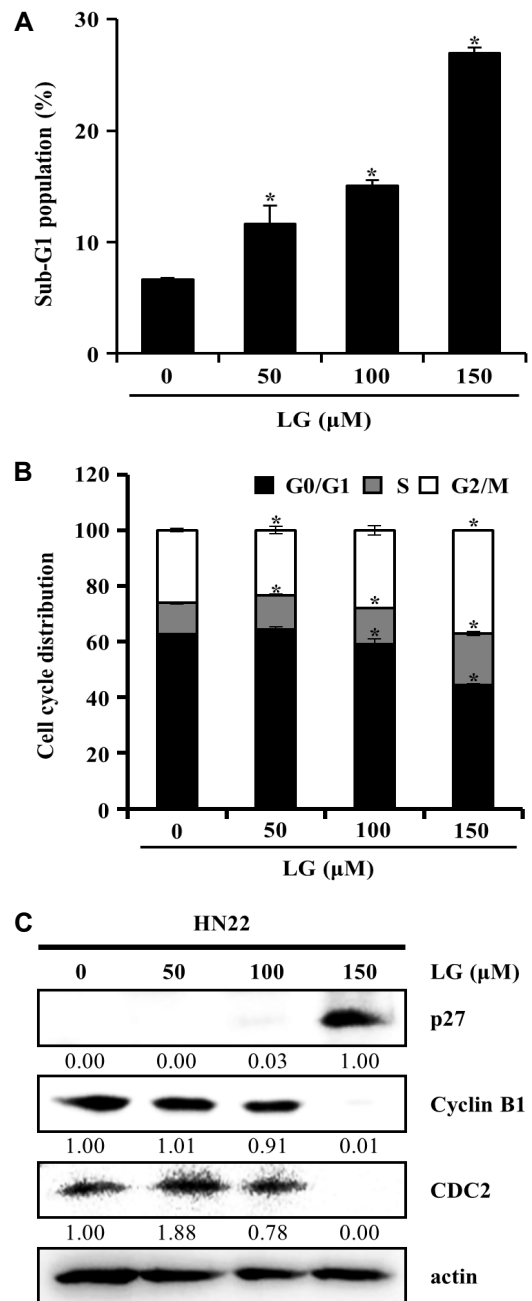 A
Sub-G1 population (%)
30
20
10
0
0 50 100 150
LG (μM)
* * *
B
Cell cycle distribution
120
100
80
60
40
20
0
G0/G1 S G2/M
* *
* *
* *
*
0 50 100 150
LG (μM)
C
HN22
0 50 100 150 LG (μM)
p27
0.00 0.00 0.03 1.00
Cyclin B1
1.00 1.01 0.91 0.01
CDC2
1.00 1.88 0.78 0.00
actin